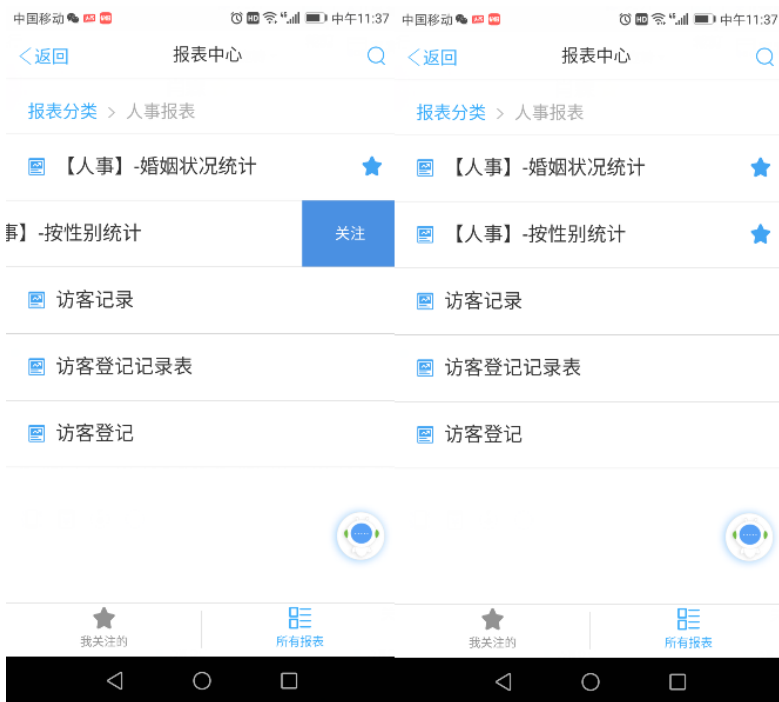 中国移动 HD 46 中午11:37
返回 报表中心
报表分类 > 人事报表
【人事】-婚姻状况统计
事】-按性别统计 关注
访客记录
访客登记记录表
访客登记
我关注的 所有报表
中国移动 HD 46 中午11:37
返回 报表中心
报表分类 > 人事报表
【人事】-婚姻状况统计
【人事】-按性别统计
访客记录
访客登记记录表
访客登记
我关注的 所有报表